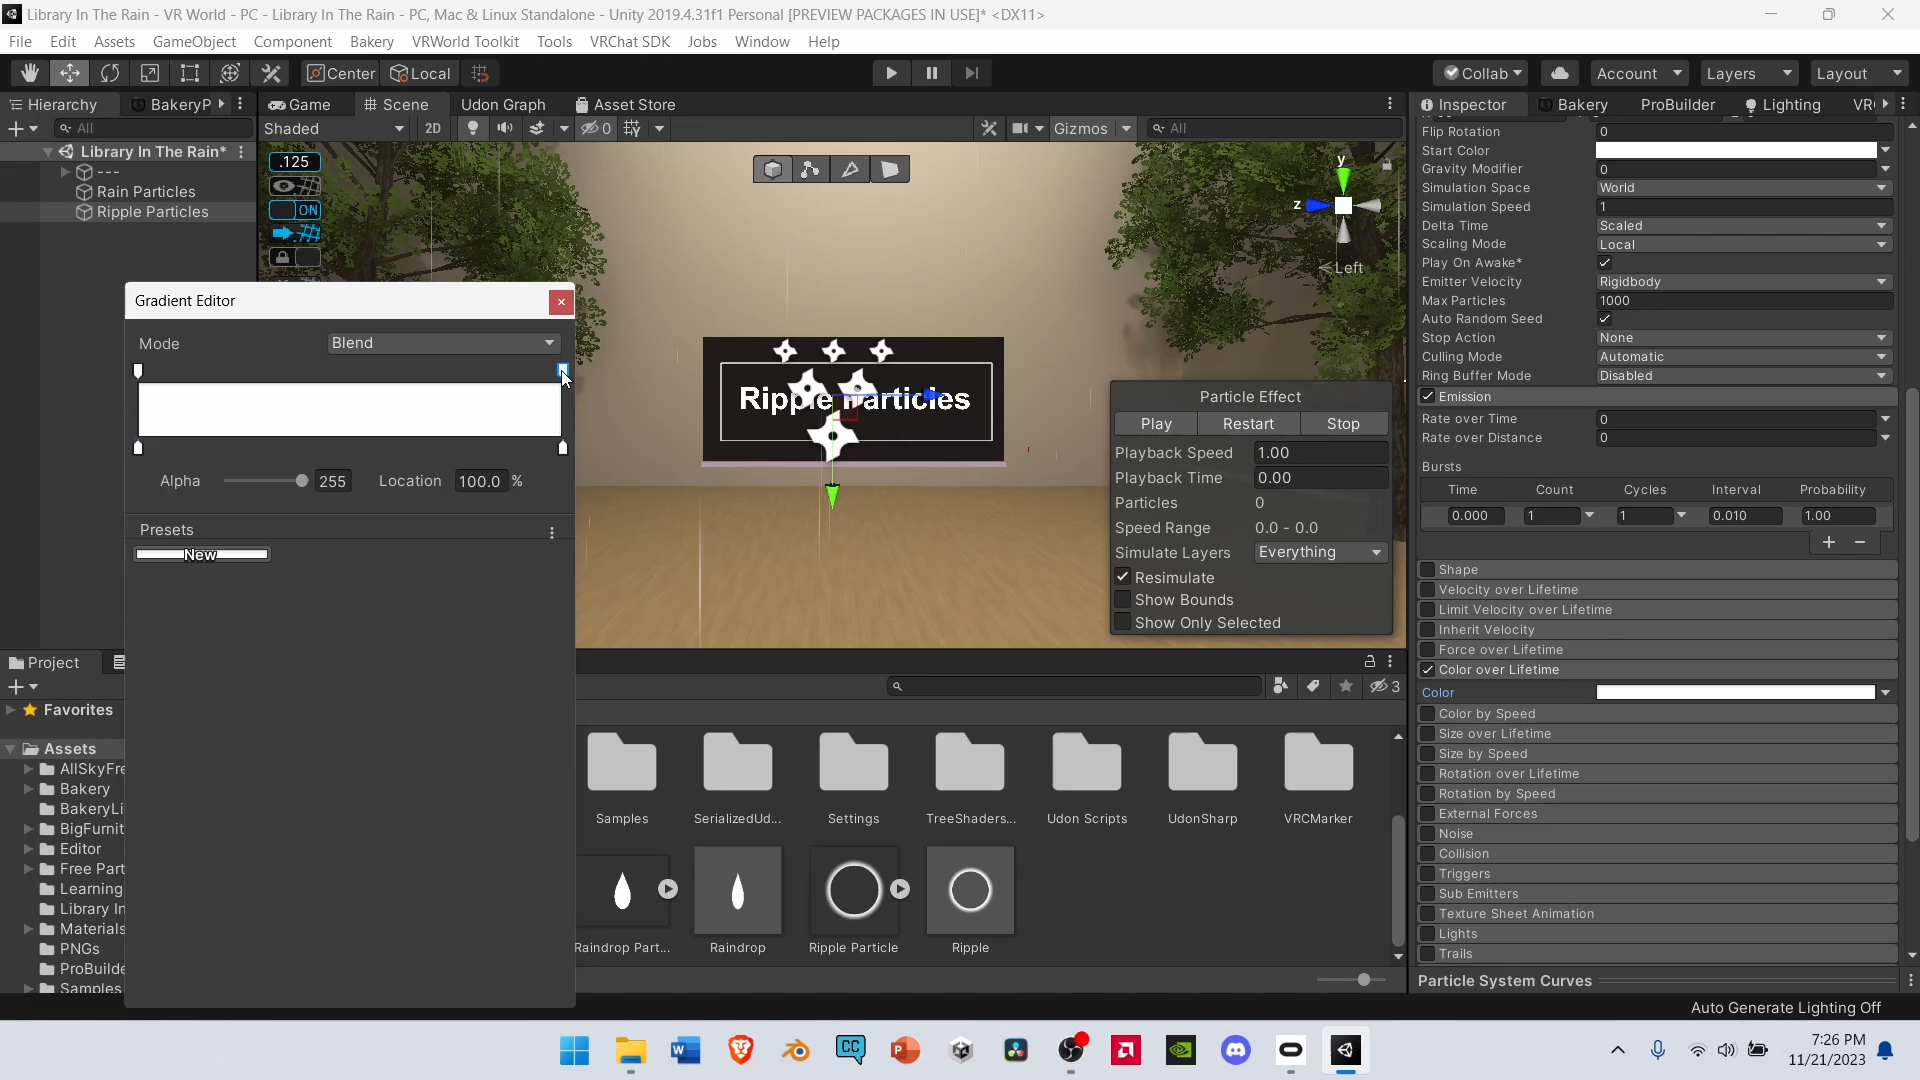 Library In The Rain - VR World - PC - Library In The Rain - PC, Mac & Linux Standalone - Unity 2019.4.31f1 Personal [PREVIEW PACKAGES IN USE]* <DX11>
File Edit Assets GameObject Component Bakery VRWorld Toolkit Tools VRChat SDK Jobs Window Help
Center Local Collab Account Layers Layout
Hierarchy BakeryP Game Scene Udon Graph Asset Store Inspector Bakery ProBuilder Lighting VR
All Shaded 2D 0 Gizmos All
Library In The Rain*
---
Rain Particles
Ripple Particles
.125
ON
y
z
Left
Flip Rotation 0
Start Color
Gravity Modifier 0
Simulation Space World
Simulation Speed 1
Delta Time Scaled
Scaling Mode Local
Play On Awake*
Emitter Velocity Rigidbody
Max Particles 1000
Auto Random Seed
Stop Action None
Culling Mode Automatic
Ring Buffer Mode Disabled
Emission
Rate over Time 0
Rate over Distance 0
Bursts
Time Count Cycles Interval Probability
0.000 1 1 0.010 1.00
+ −
Shape
Velocity over Lifetime
Limit Velocity over Lifetime
Inherit Velocity
Force over Lifetime
Color over Lifetime
Color
Color by Speed
Size over Lifetime
Size by Speed
Rotation over Lifetime
Rotation by Speed
External Forces
Noise
Collision
Triggers
Sub Emitters
Texture Sheet Animation
Lights
Trails
Particle System Curves
Auto Generate Lighting Off
Gradient Editor
Mode Blend
Alpha 255 Location 100.0 %
Presets
New
Ripple Particles
Particle Effect
Play Restart Stop
Playback Speed 1.00
Playback Time 0.00
Particles 0
Speed Range 0.0 - 0.0
Simulate Layers Everything
Resimulate
Show Bounds
Show Only Selected
Project
3
Favorites
Assets
AllSkyFre
Bakery
BakeryLi
BigFurnit
Editor
Free Part
Learning
Library In
Materials
PNGs
ProBuilde
Samples
Samples SerializedUd... Settings TreeShaders... Udon Scripts UdonSharp VRCMarker
Raindrop Part... Raindrop Ripple Particle Ripple
W CC P
7:26 PM
11/21/2023